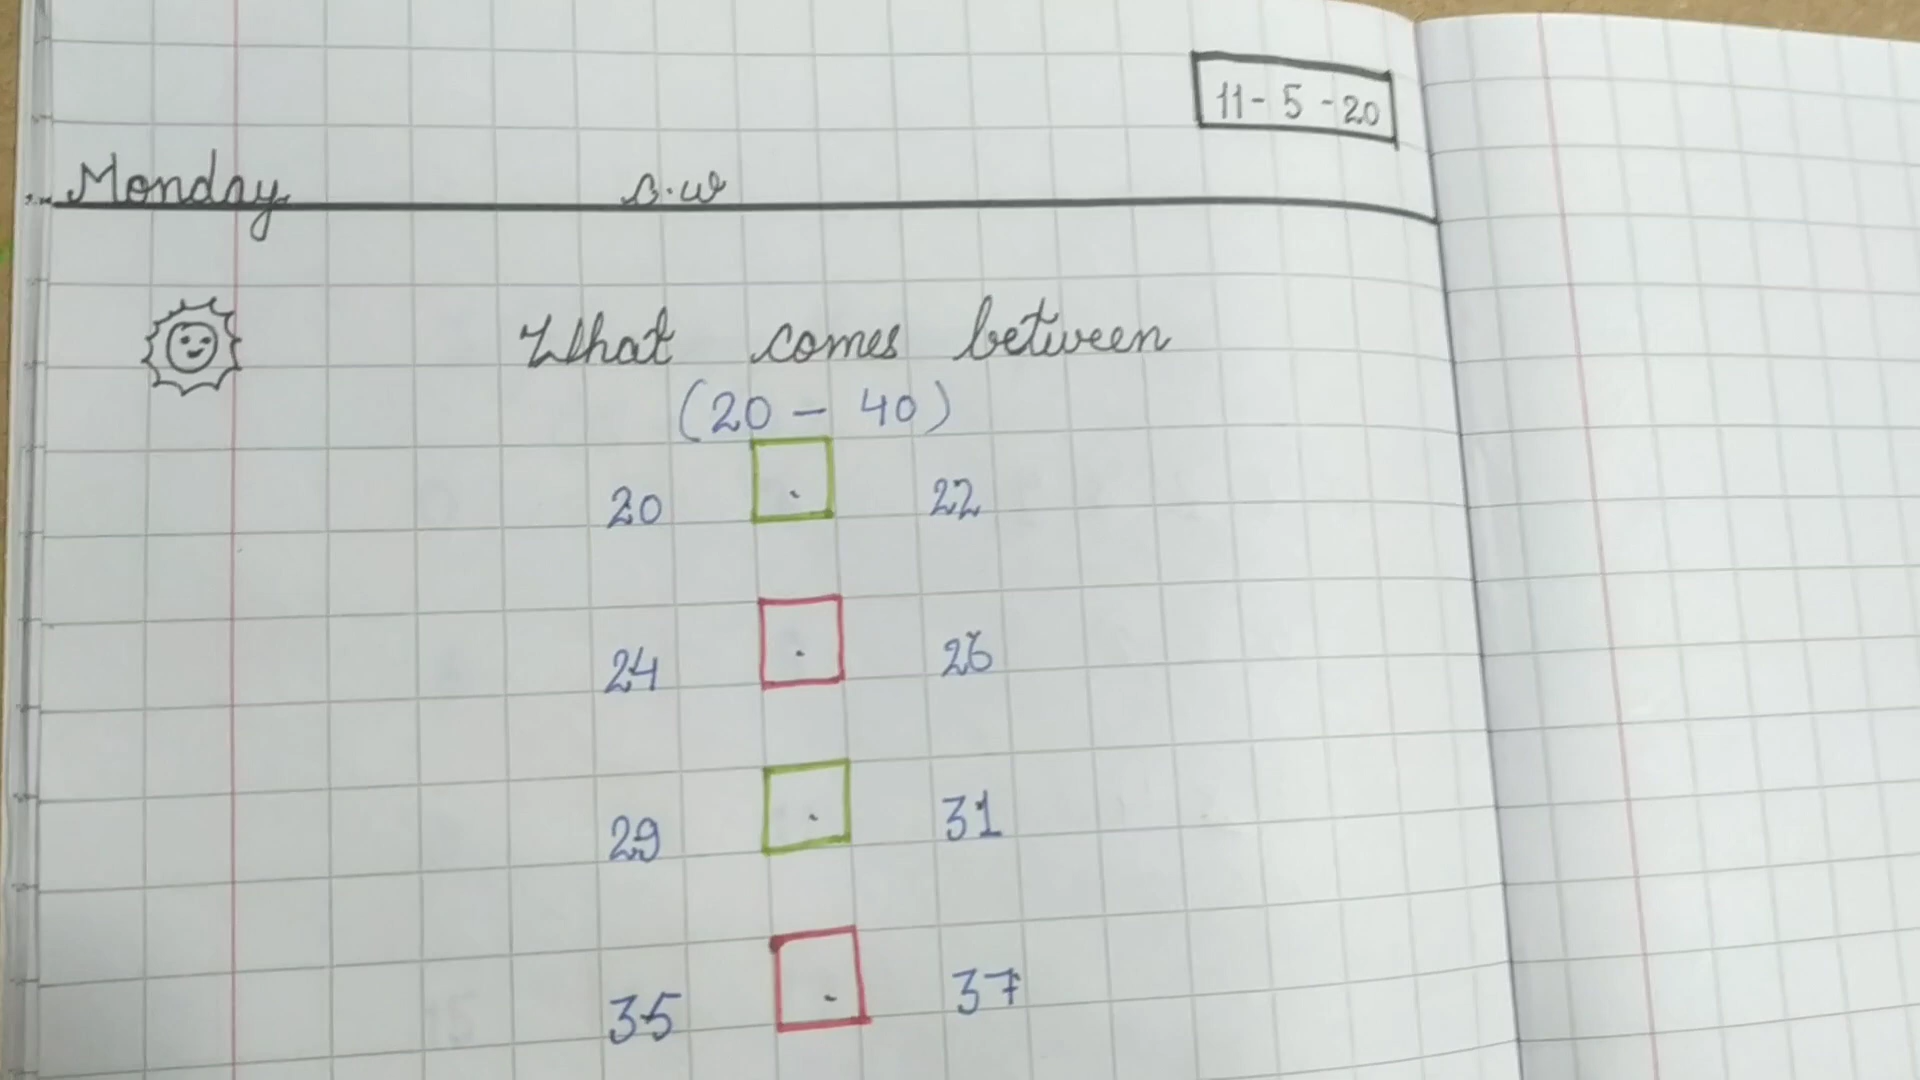 11-5-20
Monday C.W
What comes between
(20 - 40)
20 . 22
24 . 26
29 . 31
35 . 37